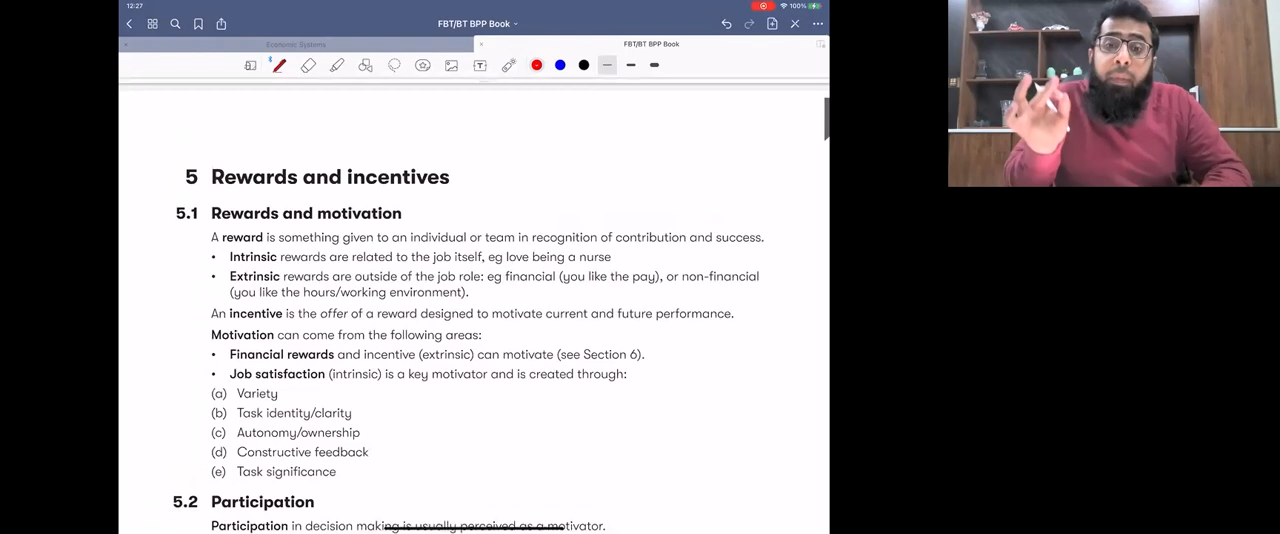 12:27
100%
FBT/BT BPP Book
Economic Systems
FBT/BT BPP Book
5 Rewards and incentives
5.1 Rewards and motivation
A reward is something given to an individual or team in recognition of contribution and success.
• Intrinsic rewards are related to the job itself, eg love being a nurse
• Extrinsic rewards are outside of the job role: eg financial (you like the pay), or non-financial
(you like the hours/working environment).
An incentive is the offer of a reward designed to motivate current and future performance.
Motivation can come from the following areas:
• Financial rewards and incentive (extrinsic) can motivate (see Section 6).
• Job satisfaction (intrinsic) is a key motivator and is created through:
(a) Variety
(b) Task identity/clarity
(c) Autonomy/ownership
(d) Constructive feedback
(e) Task significance
5.2 Participation
Participation in decision making is usually perceived as a motivator.